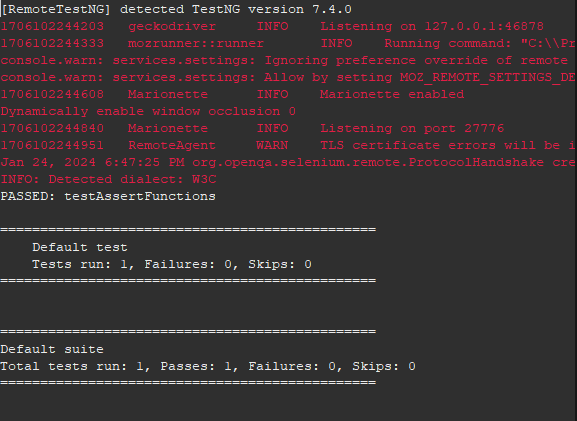 [RemoteTestNG] detected TestNG version 7.4.0
1706102244203 geckodriver INFO Listening on 127.0.0.1:46878
1706102244333 mozrunner::runner INFO Running command: "C:\\Pr
console.warn: services.settings: Ignoring preference override of remote
console.warn: services.settings: Allow by setting MOZ_REMOTE_SETTINGS_DE
1706102244608 Marionette INFO Marionette enabled
Dynamically enable window occlusion 0
1706102244840 Marionette INFO Listening on port 27776
1706102244951 RemoteAgent WARN TLS certificate errors will be i
Jan 24, 2024 6:47:25 PM org.openqa.selenium.remote.ProtocolHandshake cre
INFO: Detected dialect: W3C
PASSED: testAssertFunctions
===============================================
Default test
Tests run: 1, Failures: 0, Skips: 0
===============================================
===============================================
Default suite
Total tests run: 1, Passes: 1, Failures: 0, Skips: 0
===============================================